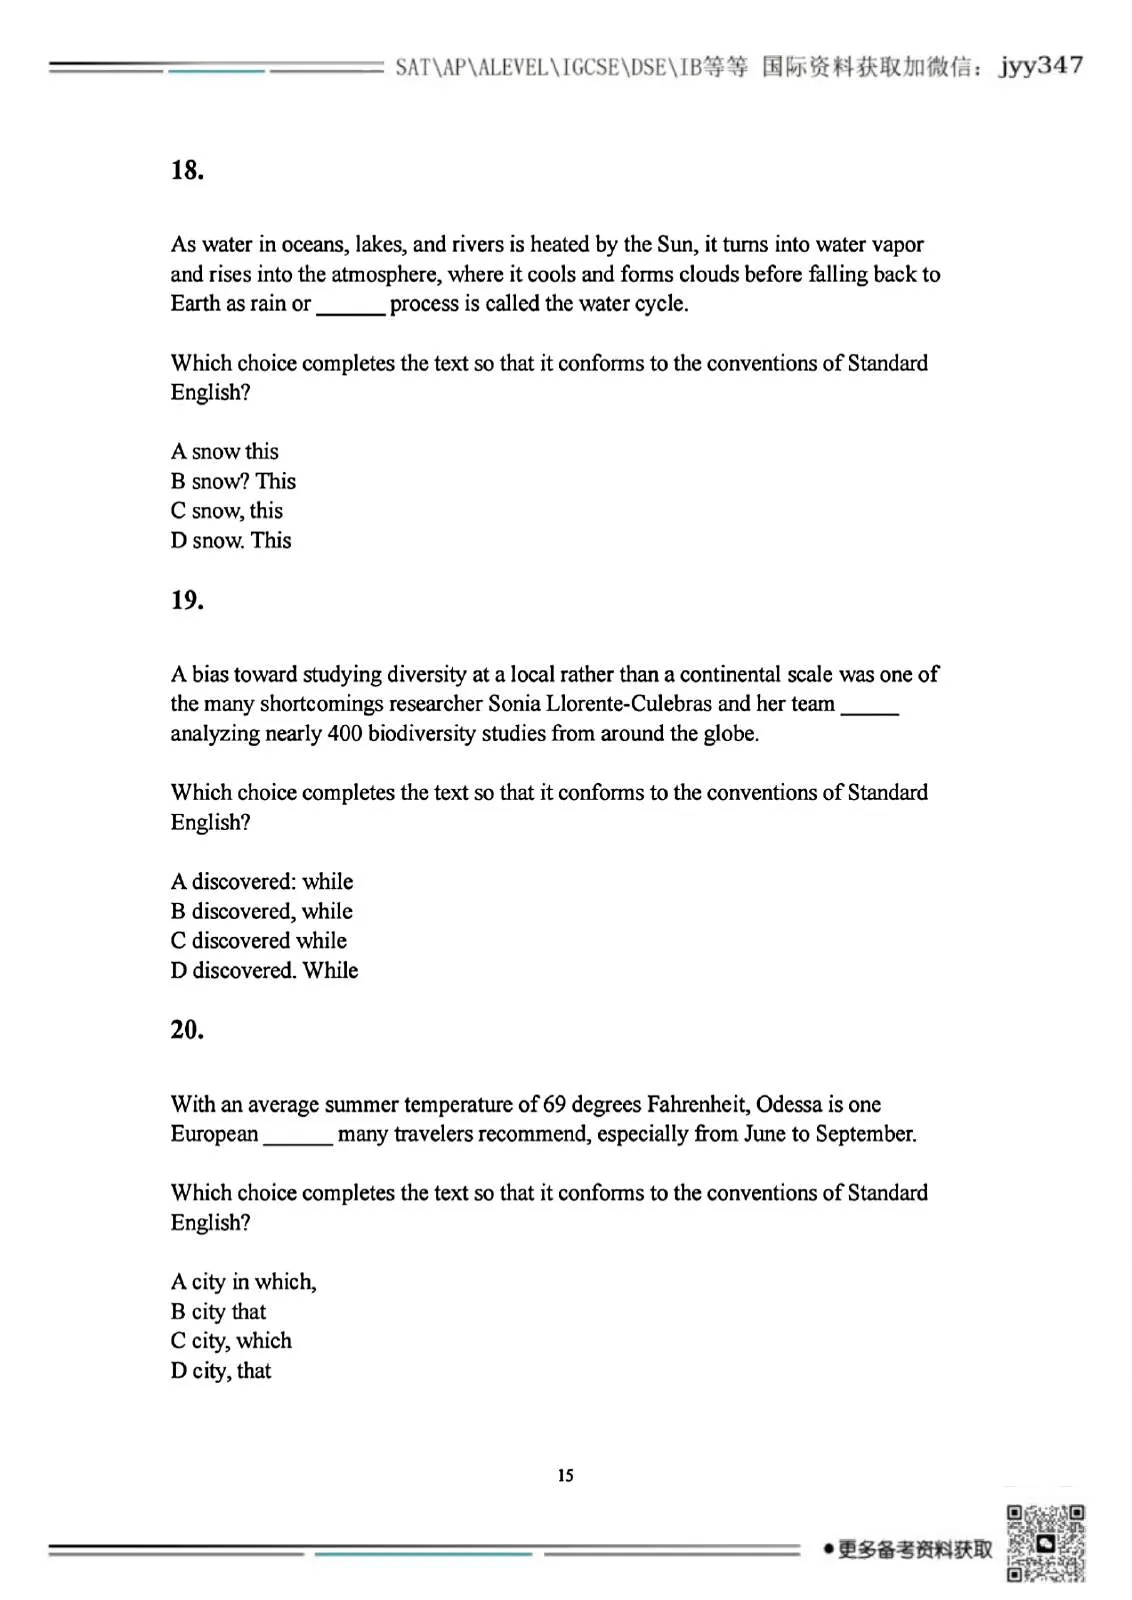 SAT\AP\ALEVEL\IGCSE\DSE\IB等等 国际资料获取加微信: jyy347
18.
As water in oceans, lakes, and rivers is heated by the Sun, it turns into water vapor
and rises into the atmosphere, where it cools and forms clouds before falling back to
Earth as rain or ______ process is called the water cycle.
Which choice completes the text so that it conforms to the conventions of Standard
English?
A snow this
B snow? This
C snow, this
D snow. This
19.
A bias toward studying diversity at a local rather than a continental scale was one of
the many shortcomings researcher Sonia Llorente-Culebras and her team _____
analyzing nearly 400 biodiversity studies from around the globe.
Which choice completes the text so that it conforms to the conventions of Standard
English?
A discovered: while
B discovered, while
C discovered while
D discovered. While
20.
With an average summer temperature of 69 degrees Fahrenheit, Odessa is one
European ______ many travelers recommend, especially from June to September.
Which choice completes the text so that it conforms to the conventions of Standard
English?
A city in which,
B city that
C city, which
D city, that
15
●更多备考资料获取